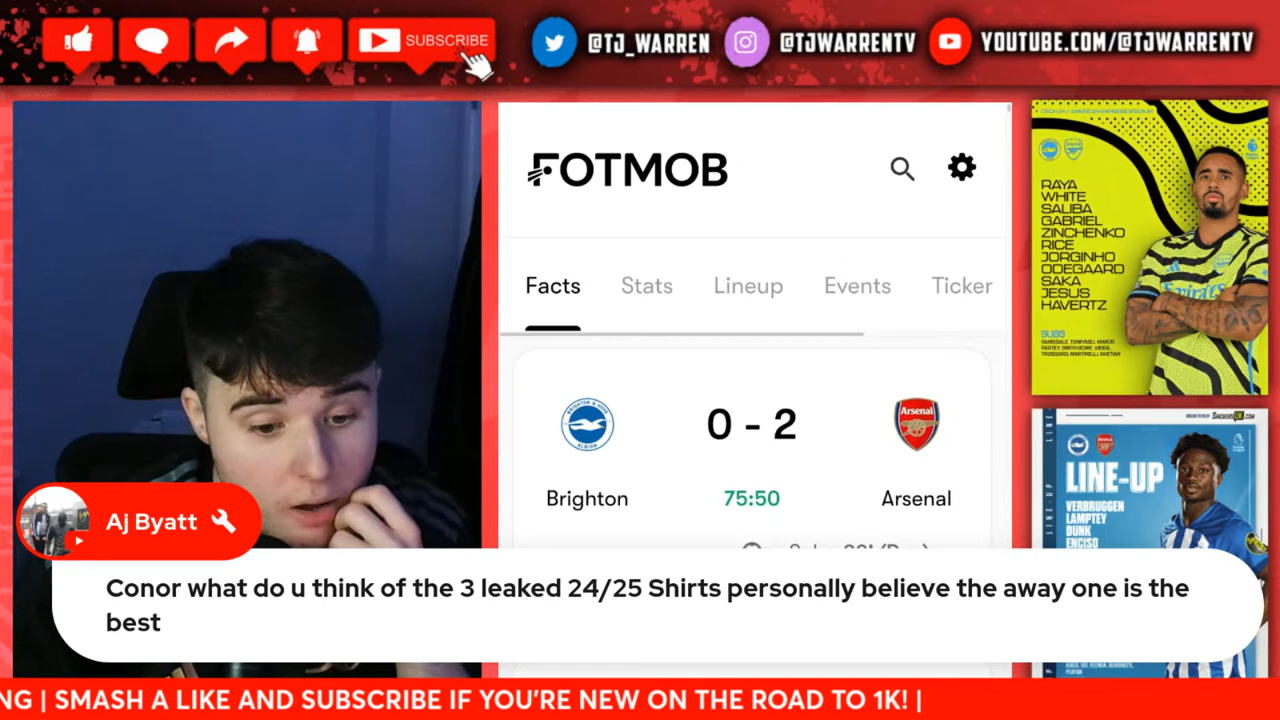 SUBSCRIBE
@TJ_WARREN
@TJWARRENTV
YOUTUBE.COM/@TJWARRENTV
FOTMOB
Facts Stats Lineup Events Ticker
0 - 2
Arsenal
Brighton 75:50 Arsenal
RAYA
WHITE
SALIBA
GABRIEL
ZINCHENKO
RICE
JORGINHO
ODEGAARD
SAKA
JESUS
HAVERTZ
SUBS
LINE-UP
VERBRUGGEN
LAMPTEY
DUNK
ENCISO
Aj Byatt
Conor what do u think of the 3 leaked 24/25 Shirts personally believe the away one is the
best
NG | SMASH A LIKE AND SUBSCRIBE IF YOU'RE NEW ON THE ROAD TO 1K! |